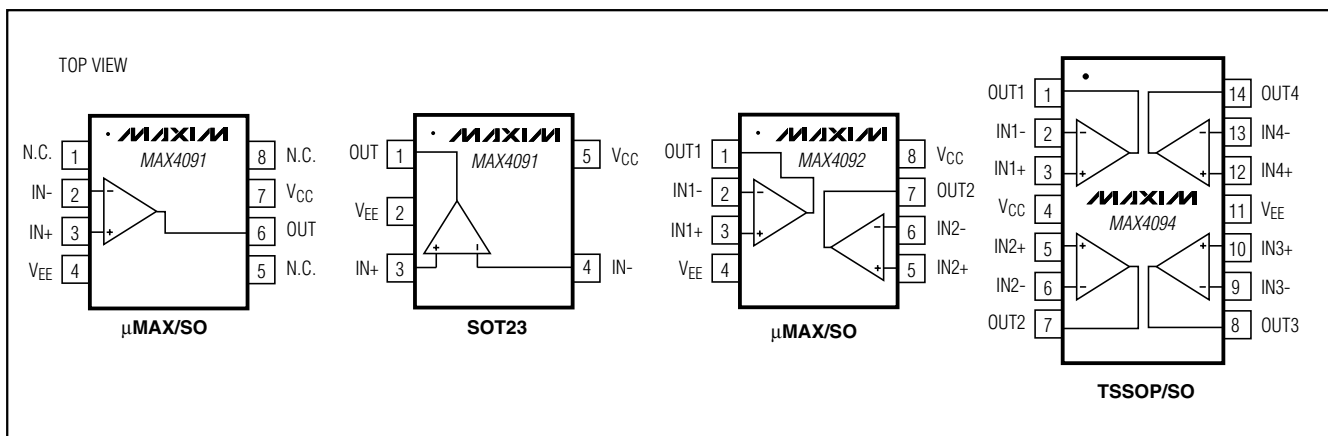 TOP VIEW
MAXIM
MAX4091
N.C. 1
IN- 2
IN+ 3
VEE 4
8 N.C.
7 VCC
6 OUT
5 N.C.
- +
μMAX/SO
MAXIM
MAX4091
OUT 1
VEE 2
IN+ 3
5 VCC
4 IN-
+ -
SOT23
MAXIM
MAX4092
OUT1 1
IN1- 2
IN1+ 3
VEE 4
8 VCC
7 OUT2
6 IN2-
5 IN2+
- +
- +
μMAX/SO
OUT1 1
IN1- 2
IN1+ 3
VCC 4
IN2+ 5
IN2- 6
OUT2 7
14 OUT4
13 IN4-
12 IN4+
11 VEE
10 IN3+
9 IN3-
8 OUT3
- +
- +
MAXIM
MAX4094
+ -
+ -
TSSOP/SO